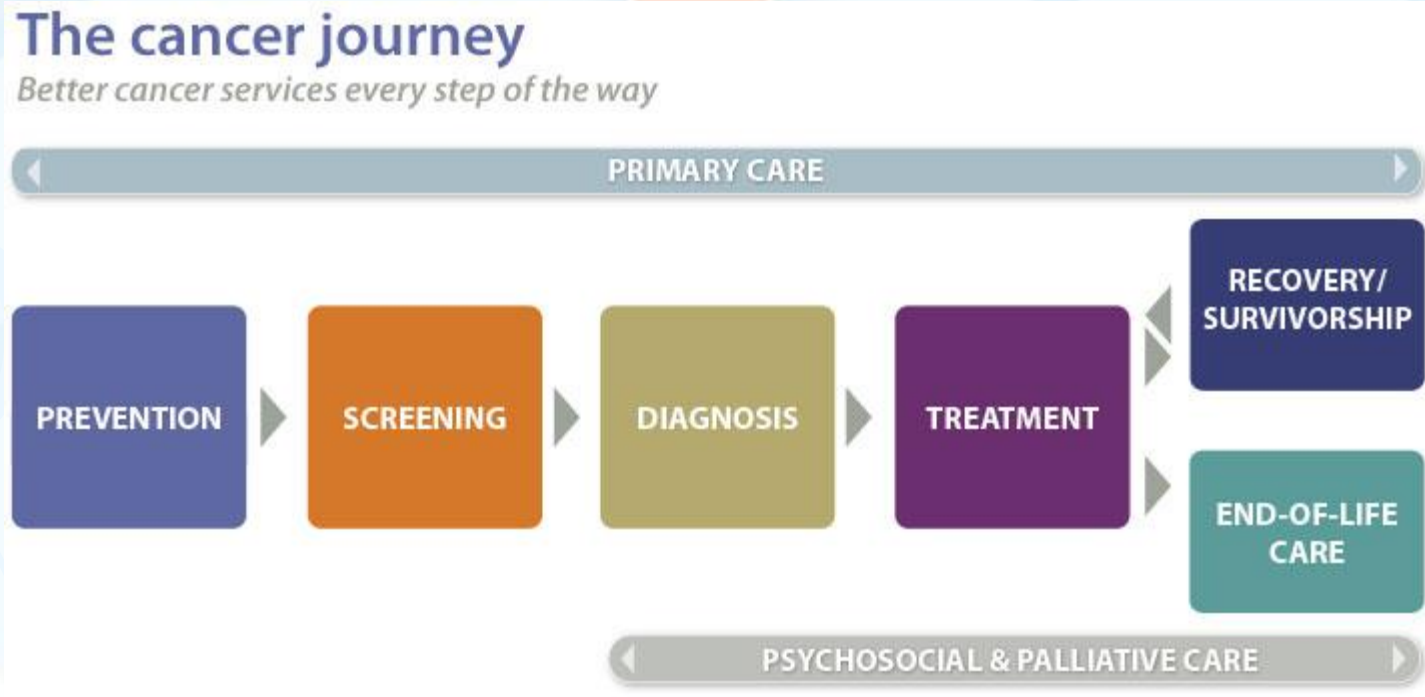 The cancer journey
Better cancer services every step of the way
PRIMARY CARE
PREVENTION
SCREENING
DIAGNOSIS
TREATMENT
RECOVERY/
SURVIVORSHIP
END-OF-LIFE
CARE
PSYCHOSOCIAL & PALLIATIVE CARE